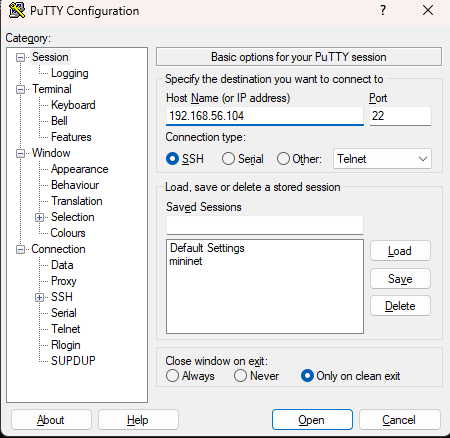 PuTTY Configuration
?
Category:
Session
Logging
Terminal
Keyboard
Bell
Features
Window
Appearance
Behaviour
Translation
Selection
Colours
Connection
Data
Proxy
SSH
Serial
Telnet
Rlogin
SUPDUP
Basic options for your PuTTY session
Specify the destination you want to connect to
Host Name (or IP address) Port
192.168.56.104 22
Connection type:
SSH Serial Other: Telnet
Load, save or delete a stored session
Saved Sessions
Default Settings
mininet
Load
Save
Delete
Close window on exit:
Always Never Only on clean exit
About Help Open Cancel